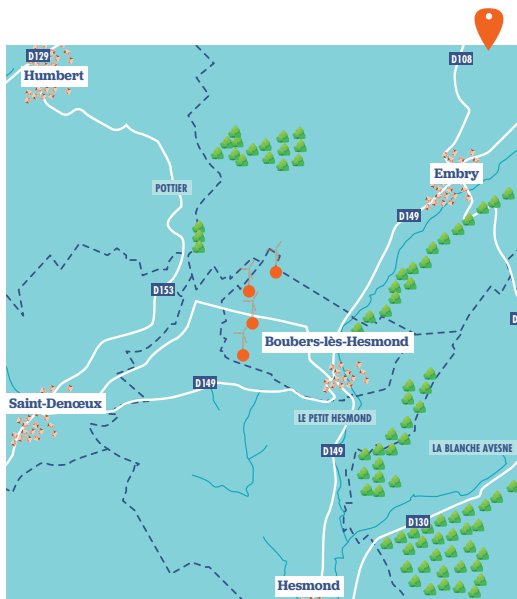 D129
Humbert
D108
Embry
POTTIER
D149
D153
D
Boubers-lès-Hesmond
D149
Saint-Denœux
LE PETIT HESMOND
D149
LA BLANCHE AVESNE
D130
Hesmond